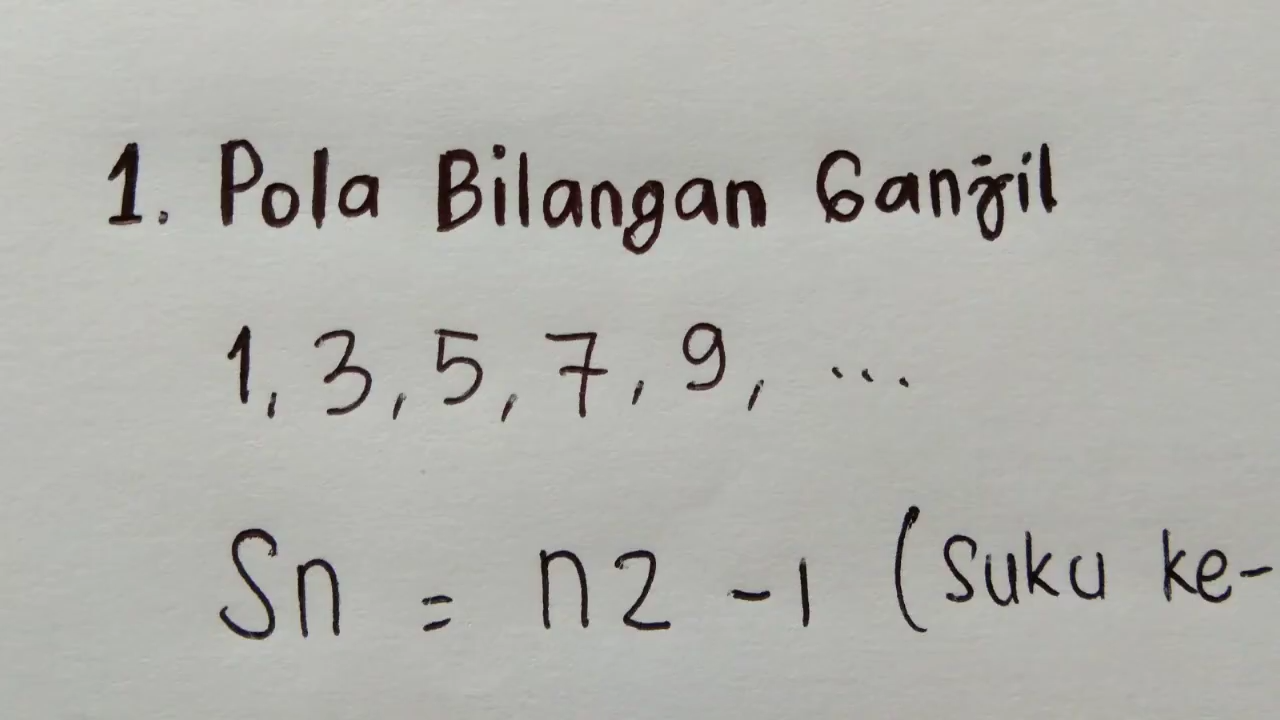 1. Pola Bilangan Ganjil
1, 3, 5, 7, 9, ...
Sn = n2 -1 (Suku ke-